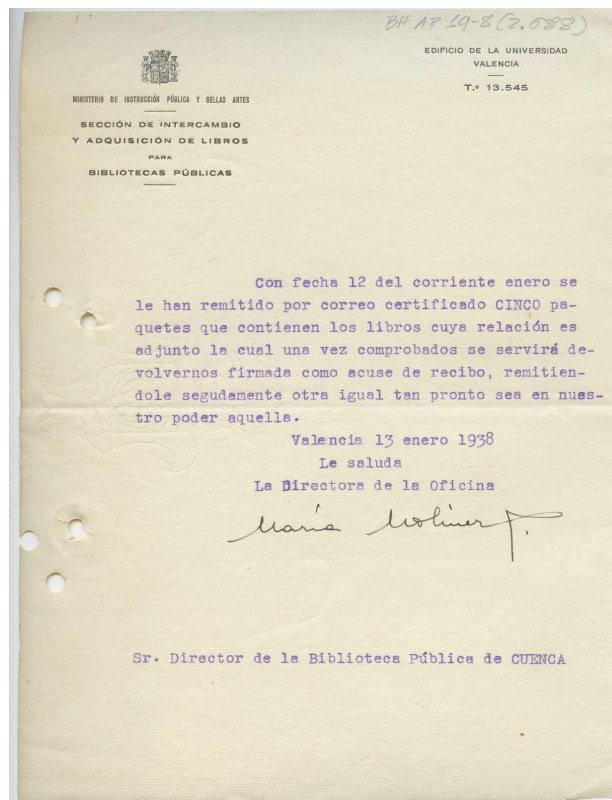 BH AP 19-8 (2.688)
EDIFICIO DE LA UNIVERSIDAD
VALENCIA
T.º 13.545
MINISTERIO DE INSTRUCCIÓN PÚBLICA Y BELLAS ARTES
SECCIÓN DE INTERCAMBIO
Y ADQUISICIÓN DE LIBROS
PARA
BIBLIOTECAS PÚBLICAS
Con fecha 12 del corriente enero se
le han remitido por correo certificado CINCO pa-
quetes que contienen los libros cuya relación es
adjunto la cual una vez comprobados se servirá de-
volvernos firmada como acuse de recibo, remitien-
dole segudamente otra igual tan pronto sea en nues-
tro poder aquella.
Valencia 13 enero 1938
Le saluda
La Directora de la Oficina
María Moliner
Sr. Director de la Biblioteca Pública de CUENCA